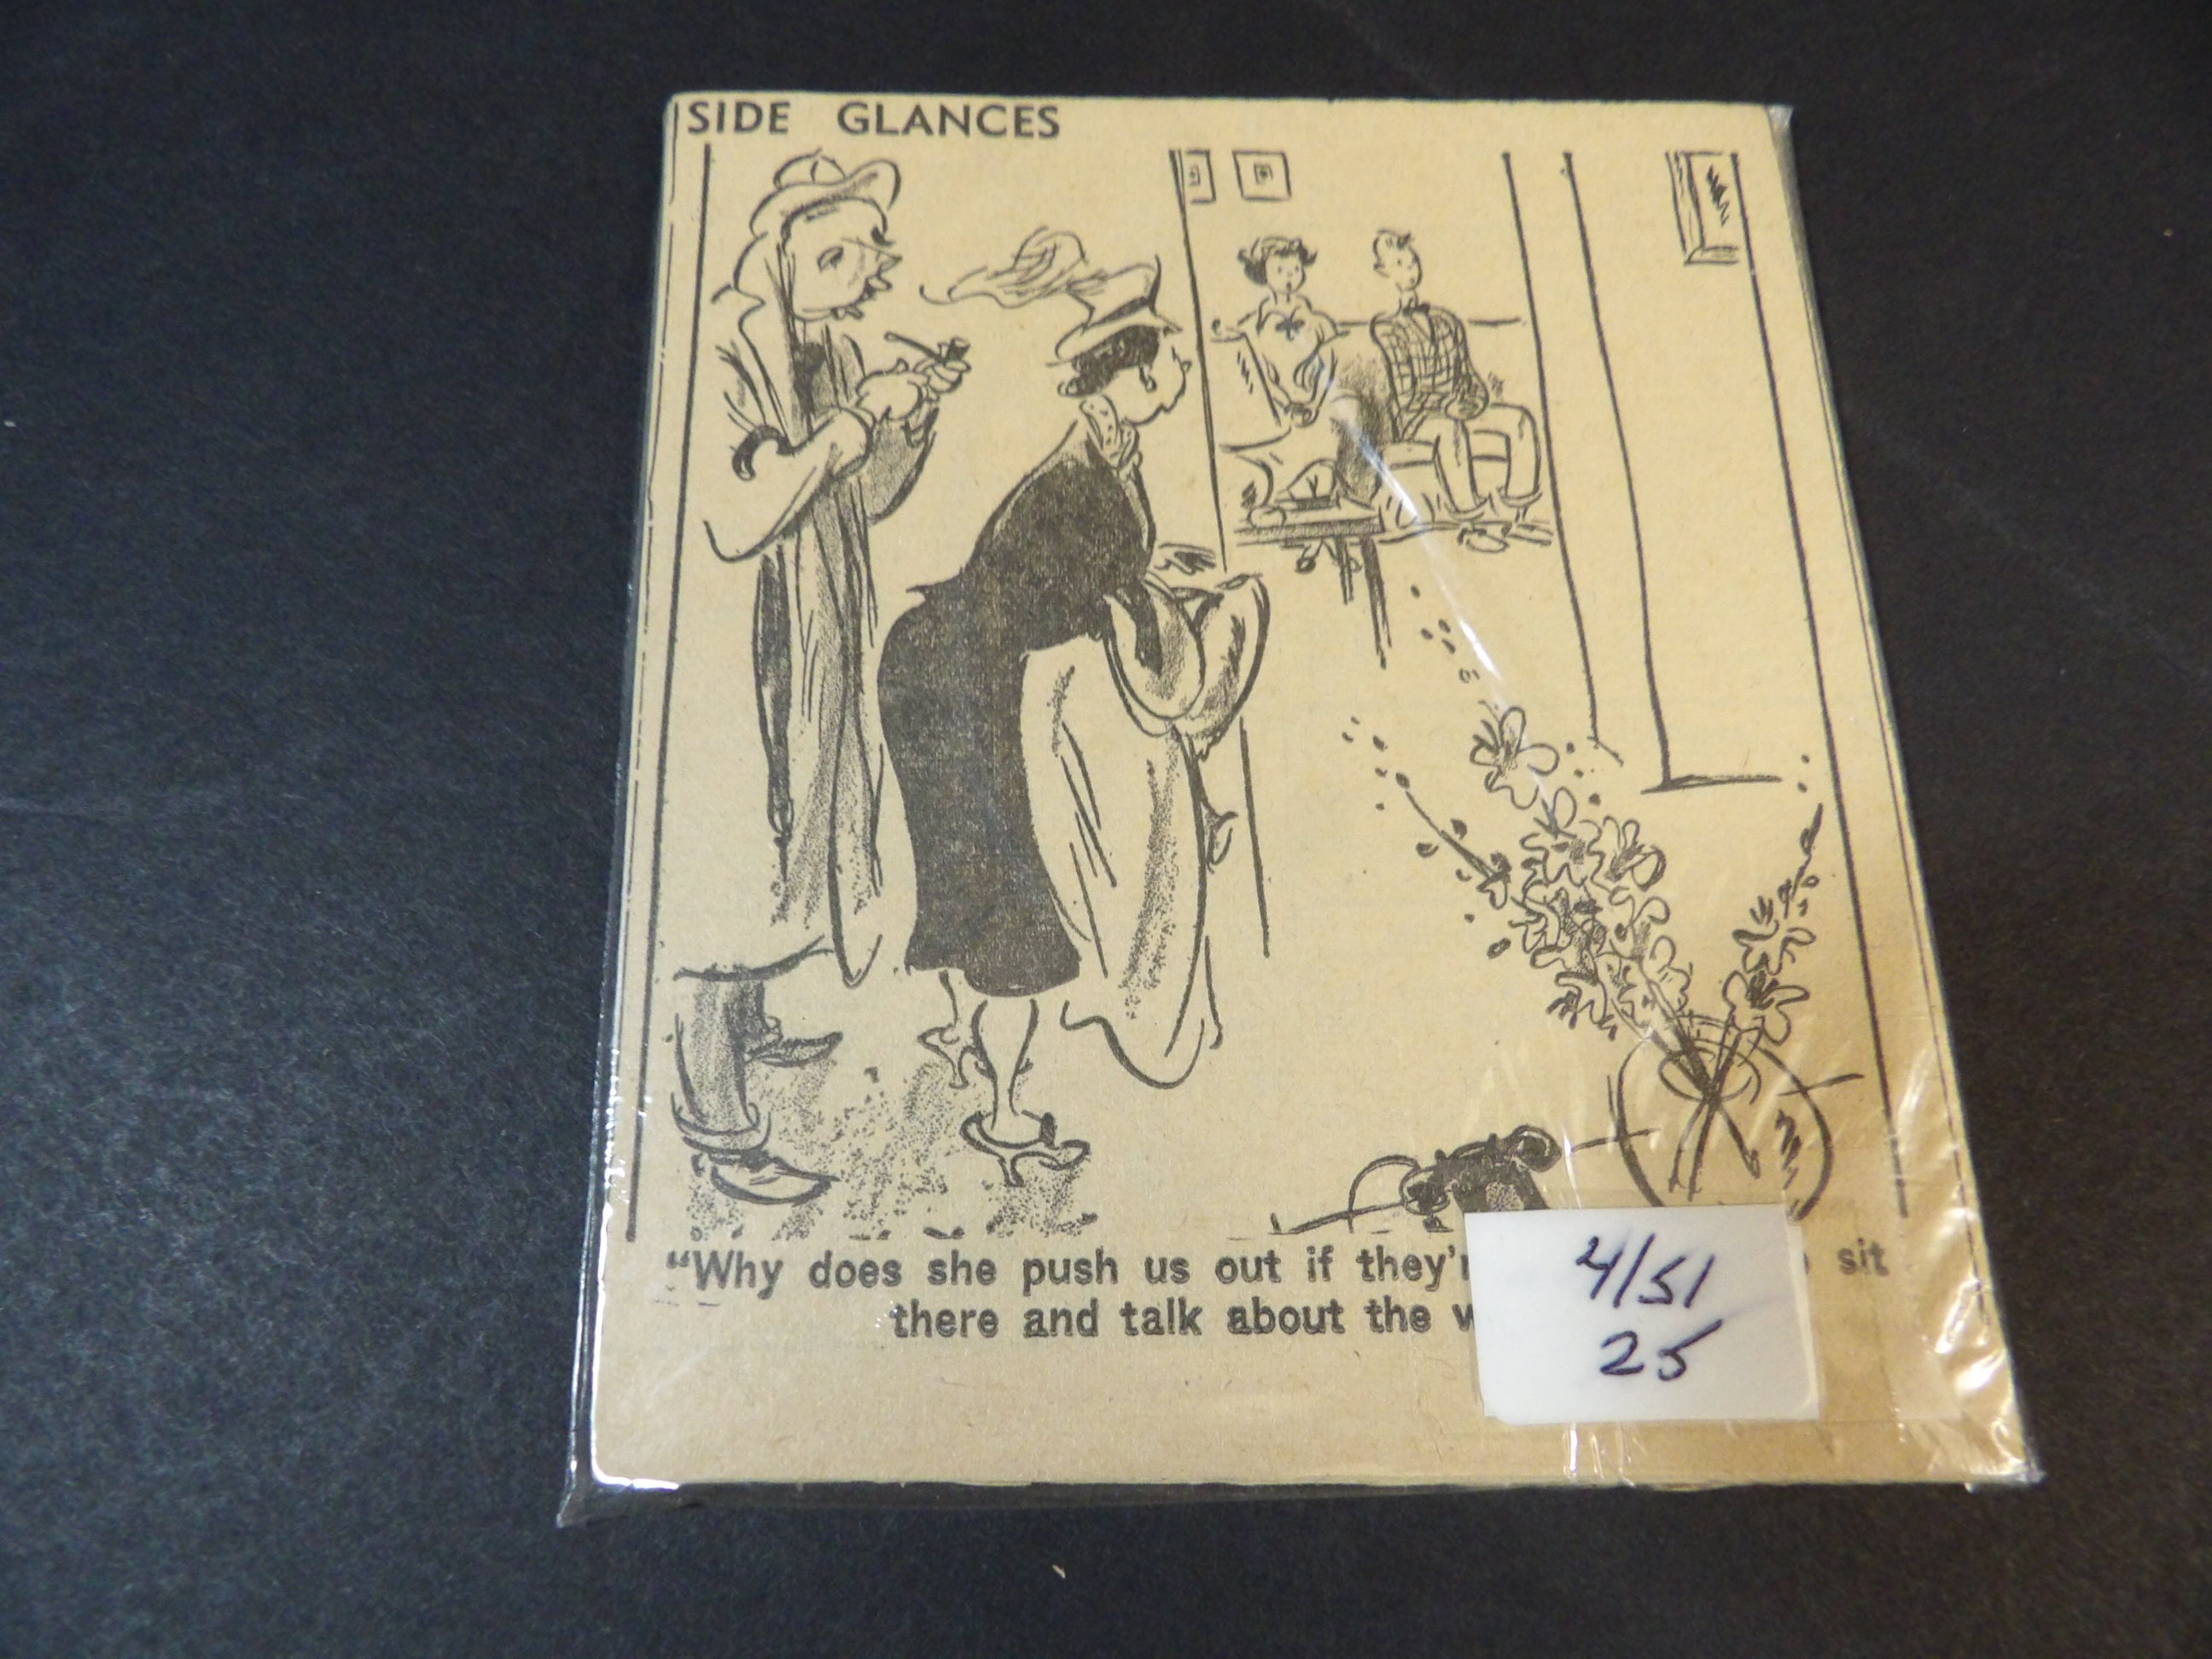 SIDE GLANCES
"Why does she push us out if they' sit
there and talk about the
4/51
25